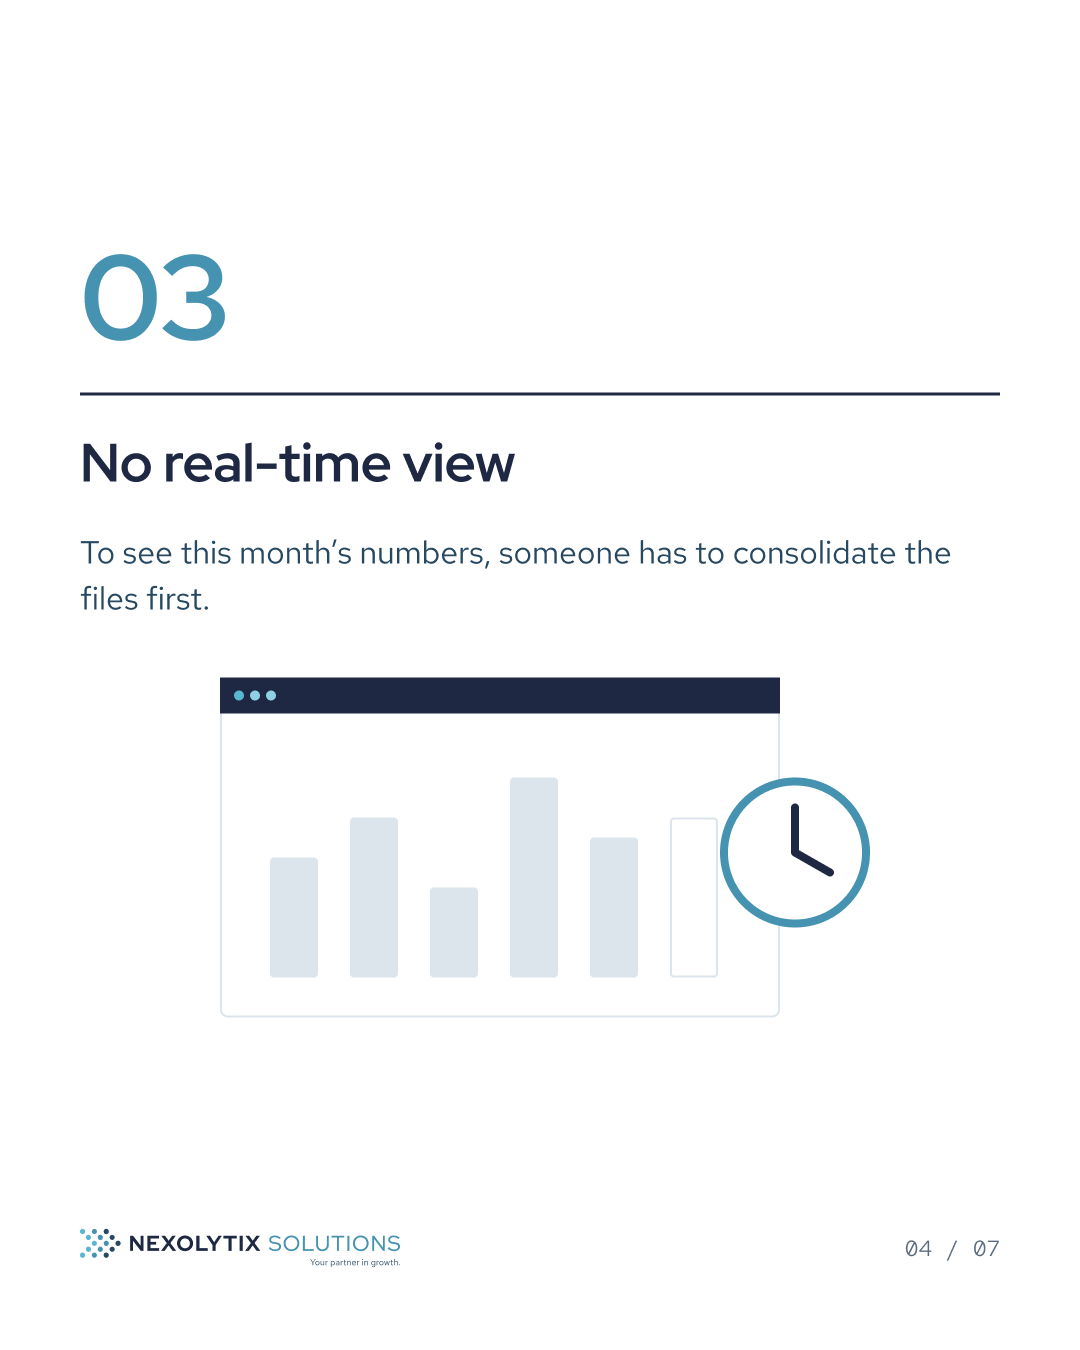 03
No real-time view
To see this month’s numbers, someone has to consolidate the
files first.
NEXOLYTIX SOLUTIONS
Your partner in growth.
04 / 07